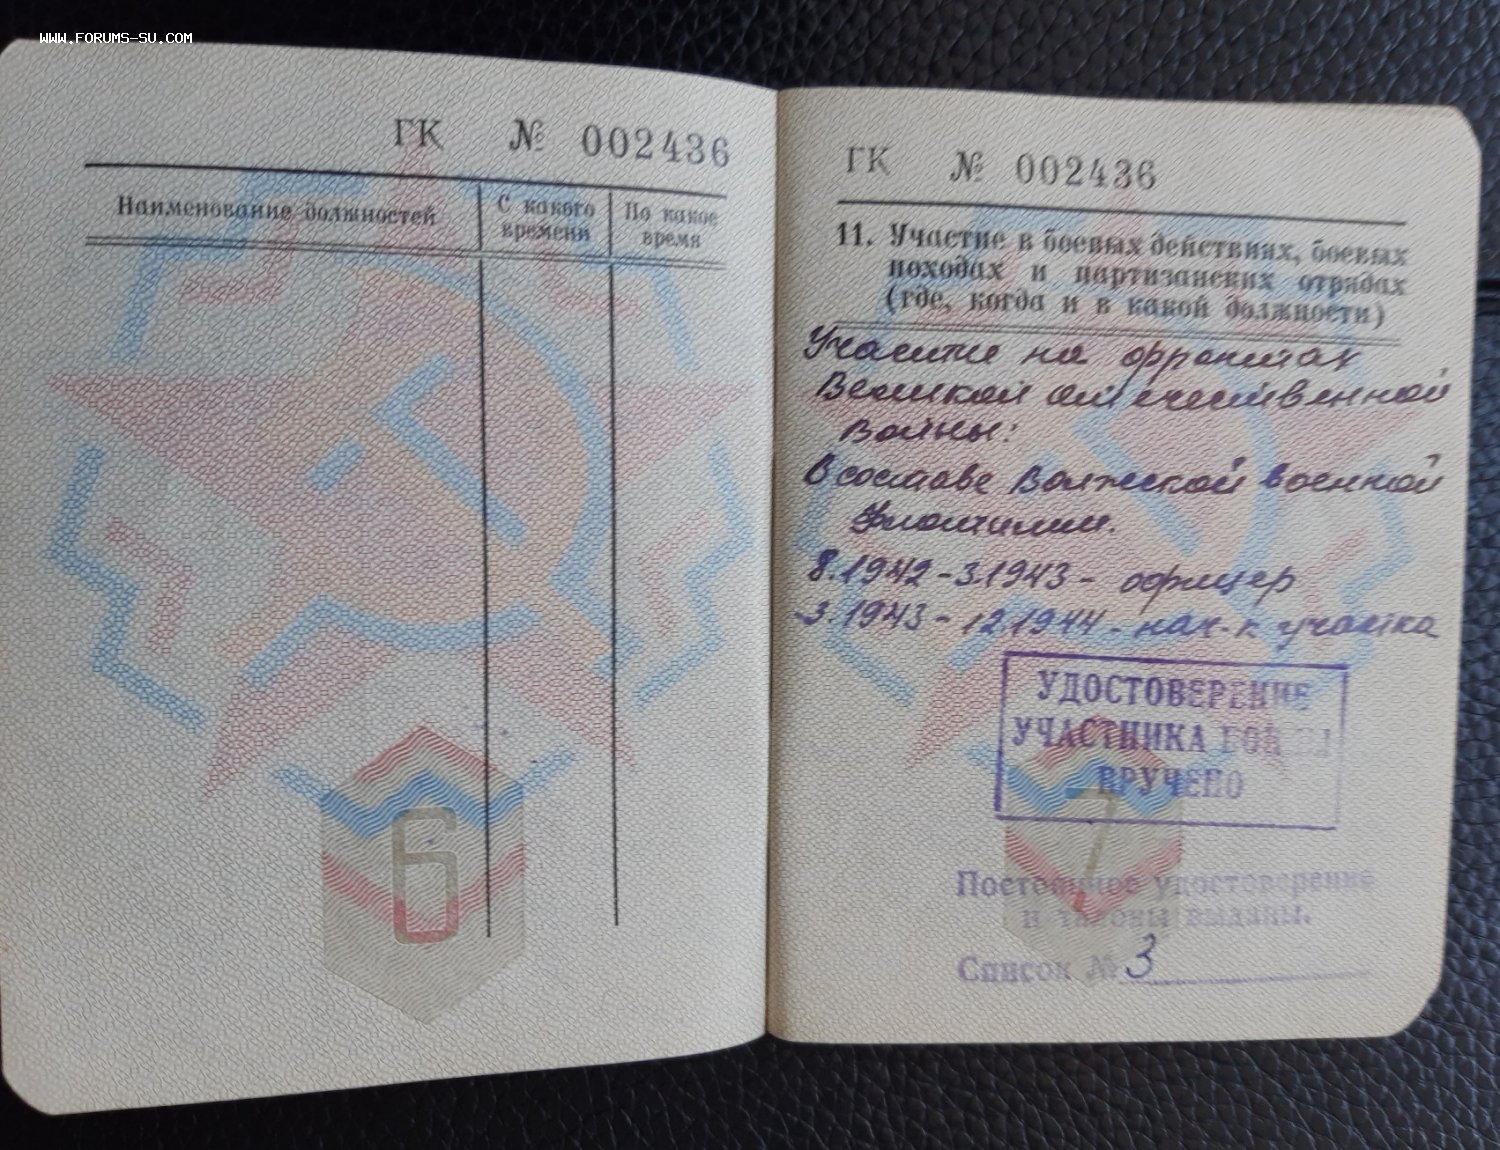 WWW.FORUMS-SU.COM
ГК № 002436
Наименование должностей
С какого времени
По какое время
6
ГК № 002436
11. Участие в боевых действиях, боевых
походах и партизанских отрядах
(где, когда и в какой должности)
Участие на фронтах
Великой отечественной
войны:
В составе Волжской военной
флотилии.
8.1942 - 3.1943 - офицер
3.1943 - 12.1944 - нач-к участка
УДОСТОВЕРЕНИЕ
УЧАСТНИКА ВОЙНЫ
ВРУЧЕНО
7
Постоянное удостоверение
и талоны выданы.
Список № 3